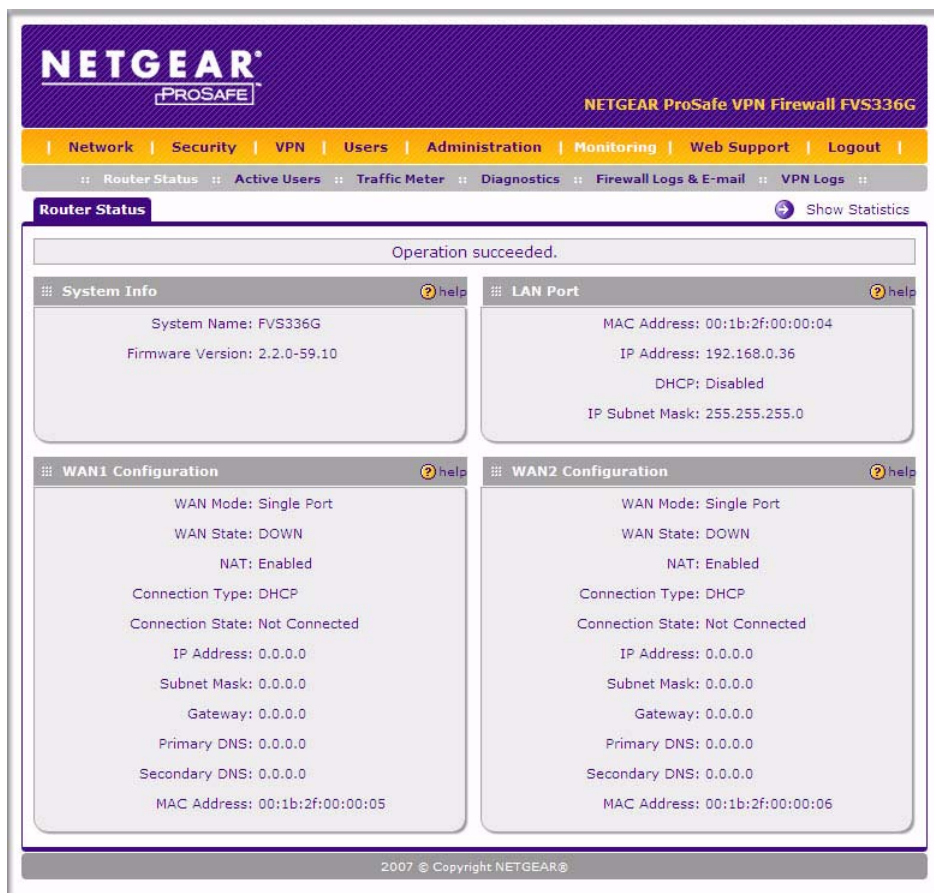 NETGEAR®
PROSAFE
NETGEAR ProSafe VPN Firewall FVS336G
| Network | Security | VPN | Users | Administration | Monitoring | Web Support | Logout |
:: Router Status :: Active Users :: Traffic Meter :: Diagnostics :: Firewall Logs & E-mail :: VPN Logs ::
Router Status
Show Statistics
Operation succeeded.
System Info
help
System Name: FVS336G
Firmware Version: 2.2.0-59.10
LAN Port
help
MAC Address: 00:1b:2f:00:00:04
IP Address: 192.168.0.36
DHCP: Disabled
IP Subnet Mask: 255.255.255.0
WAN1 Configuration
help
WAN Mode: Single Port
WAN State: DOWN
NAT: Enabled
Connection Type: DHCP
Connection State: Not Connected
IP Address: 0.0.0.0
Subnet Mask: 0.0.0.0
Gateway: 0.0.0.0
Primary DNS: 0.0.0.0
Secondary DNS: 0.0.0.0
MAC Address: 00:1b:2f:00:00:05
WAN2 Configuration
help
WAN Mode: Single Port
WAN State: DOWN
NAT: Enabled
Connection Type: DHCP
Connection State: Not Connected
IP Address: 0.0.0.0
Subnet Mask: 0.0.0.0
Gateway: 0.0.0.0
Primary DNS: 0.0.0.0
Secondary DNS: 0.0.0.0
MAC Address: 00:1b:2f:00:00:06
2007 © Copyright NETGEAR®